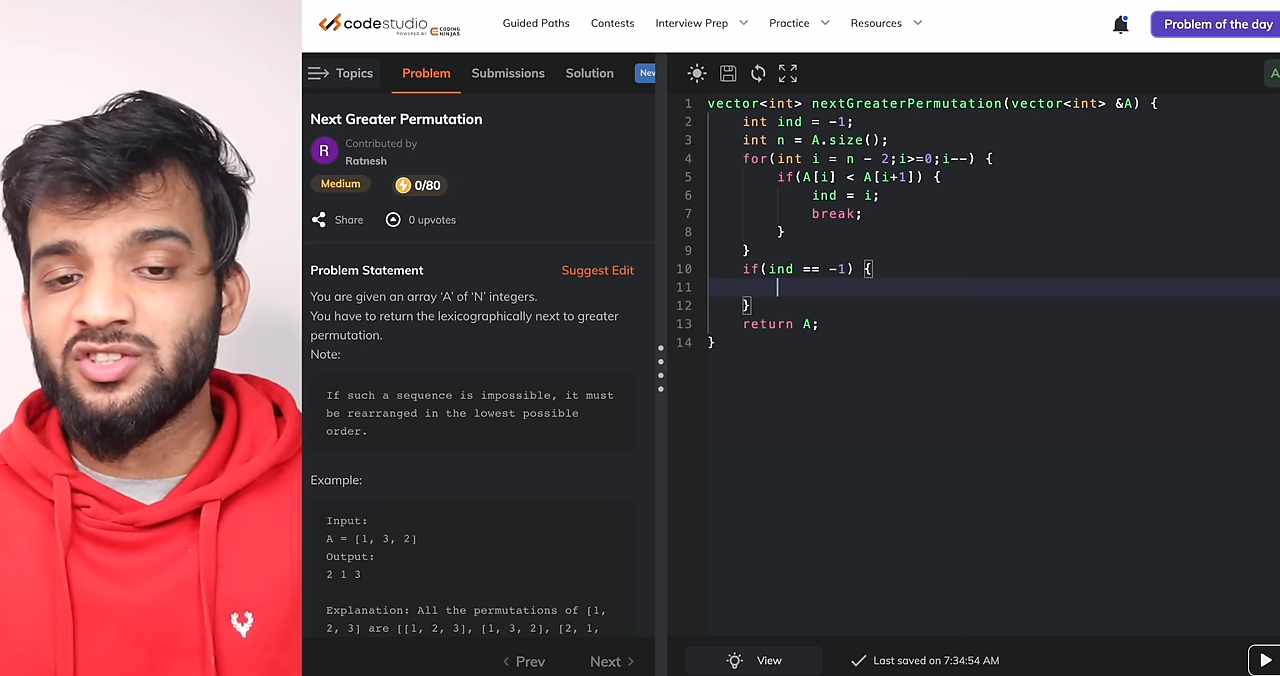 codestudio
POWERED BY CODING NINJAS
Guided Paths
Contests
Interview Prep
Practice
Resources
Problem of the day
Topics
Problem
Submissions
Solution
New
Next Greater Permutation
R
Contributed by
Ratnesh
Medium
0/80
Share
0 upvotes
Problem Statement
Suggest Edit
You are given an array ‘A’ of ‘N’ integers.
You have to return the lexicographically next to greater
permutation.
Note:
If such a sequence is impossible, it must
be rearranged in the lowest possible
order.
Example:
Input:
A = [1, 3, 2]
Output:
2 1 3
Explanation: All the permutations of [1,
2, 3] are [[1, 2, 3], [1, 3, 2], [2, 1,
Prev
Next
A
1 vector<int> nextGreaterPermutation(vector<int> &A) {
2 int ind = -1;
3 int n = A.size();
4 for(int i = n - 2;i>=0;i--) {
5 if(A[i] < A[i+1]) {
6 ind = i;
7 break;
8 }
9 }
10 if(ind == -1) {
11
12 }
13 return A;
14 }
View
Last saved on 7:34:54 AM